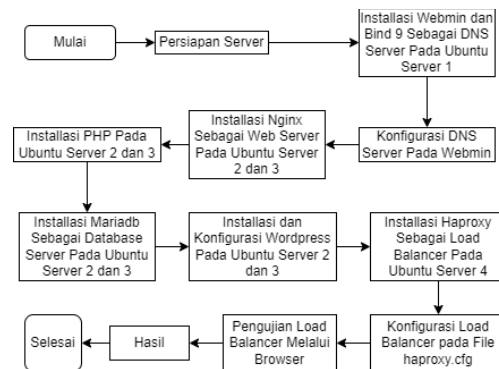 Mulai
Persiapan Server
Installasi Webmin dan
Bind 9 Sebagai DNS
Server Pada Ubuntu
Server 1
Konfigurasi DNS
Server Pada Webmin
Installasi Nginx
Sebagai Web Server
Pada Ubuntu Server
2 dan 3
Installasi PHP Pada
Ubuntu Server 2 dan 3
Installasi Mariadb
Sebagai Database
Server Pada Ubuntu
Server 2 dan 3
Installasi dan
Konfigurasi Wordpress
Pada Ubuntu Server 2
dan 3
Installasi Haproxy
Sebagai Load
Balancer Pada
Ubuntu Server 4
Konfigurasi Load
Balancer pada File
haproxy.cfg
Pengujian Load
Balancer Melalui
Browser
Hasil
Selesai